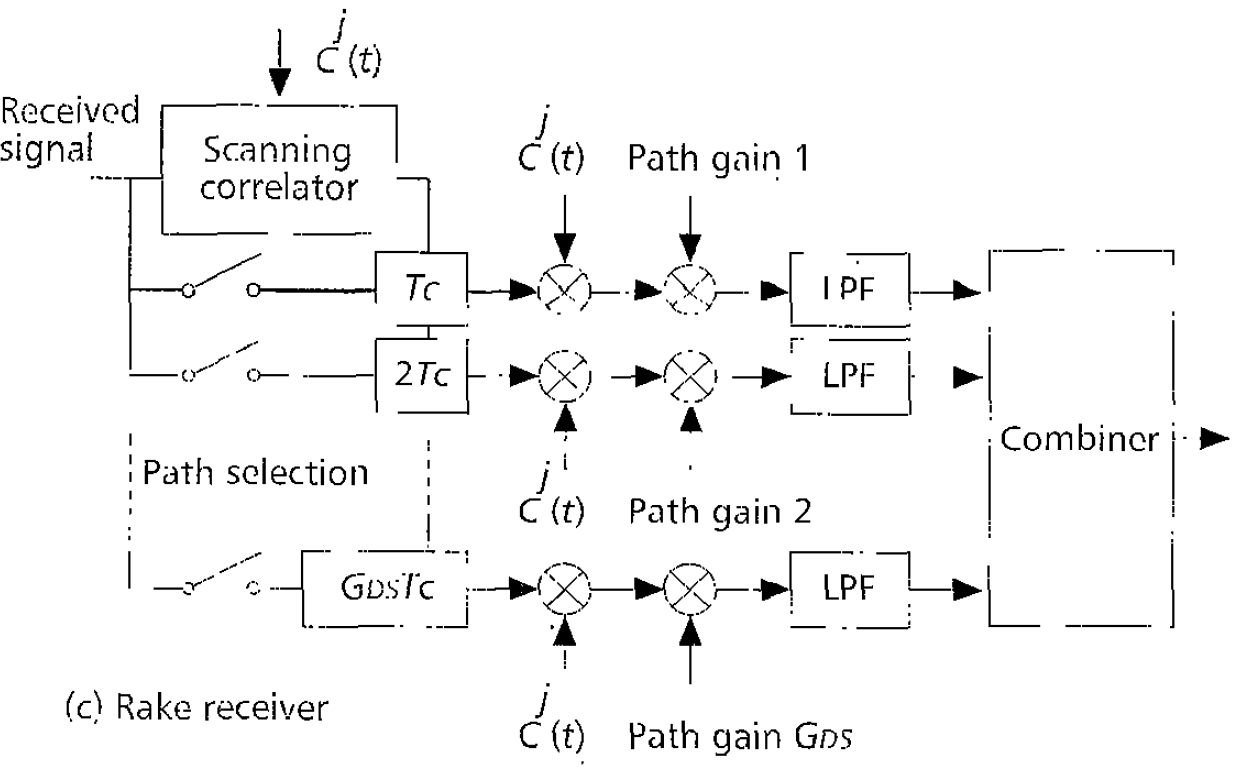 C^j(t)
Received
signal
Scanning
correlator
C^j(t)
Path gain 1
Tc
LPF
2Tc
LPF
Combiner
Path selection
C^j(t)
Path gain 2
GDSTc
LPF
(c) Rake receiver
C^j(t)
Path gain GDS